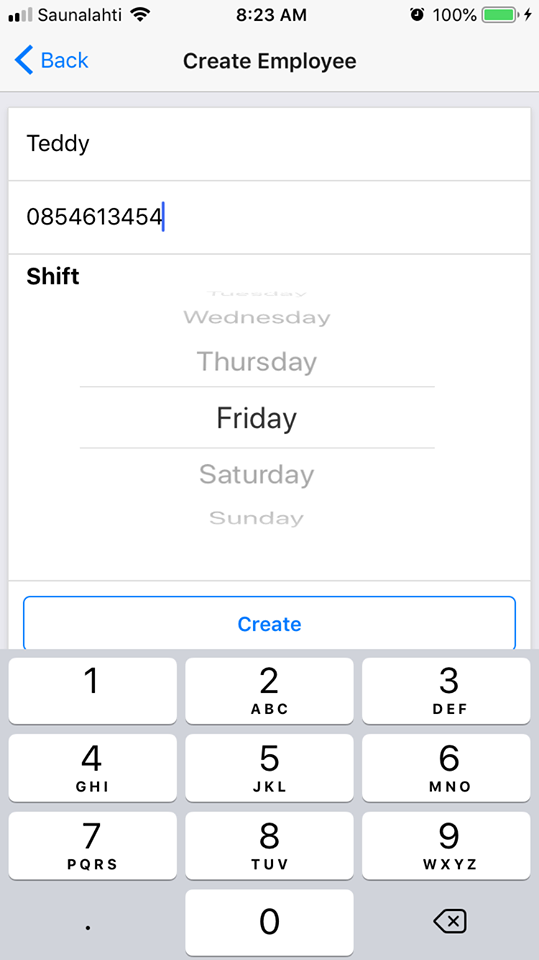 Saunalahti 8:23 AM 100%
Back Create Employee
Teddy
0854613454
Shift
Tuesday
Wednesday
Thursday
Friday
Saturday
Sunday
Create
1 2 3
ABC DEF
4 5 6
GHI JKL MNO
7 8 9
PQRS TUV WXYZ
. 0